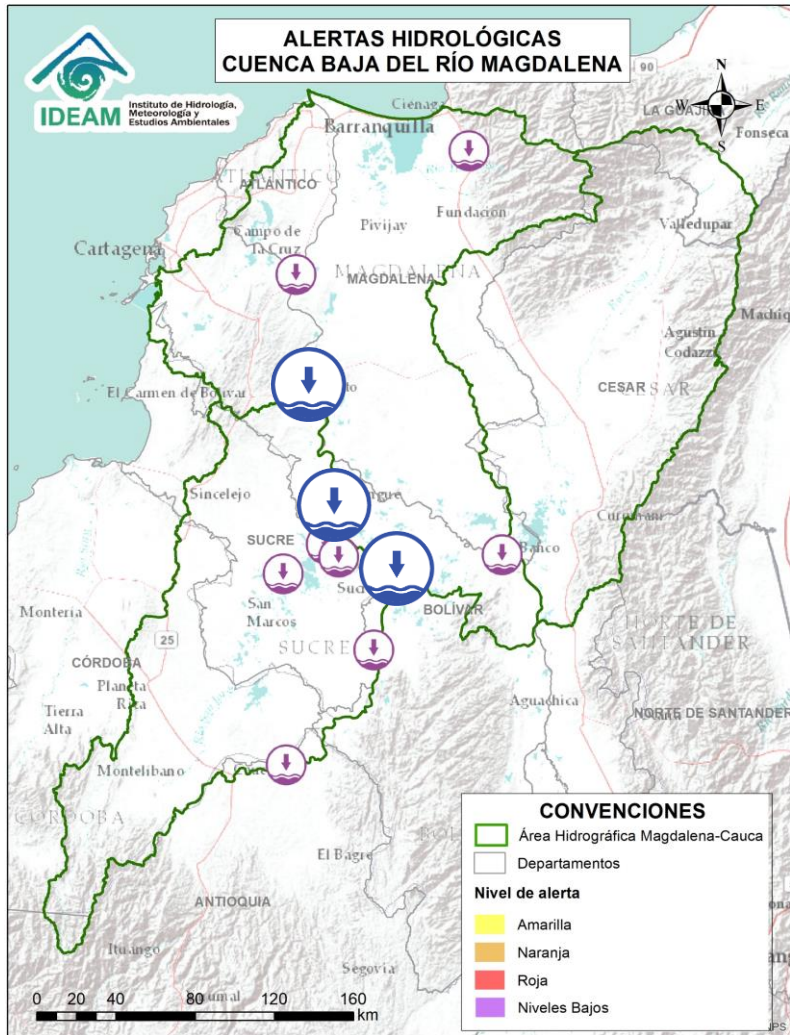 ALERTAS HIDROLÓGICAS
CUENCA BAJA DEL RÍO MAGDALENA
IDEAM
Instituto de Hidrología,
Meteorología y
Estudios Ambientales
N
W
E
S
90
LA GUAJIRA
Ciénaga
Barranquilla
Fonseca
ATLÁNTICO
ATLÁNTICO
Fundación
Pivijay
Valledupar
Campo de
la Cruz
Cartagena
MAGDALENA
MAGDALENA
Agustín
Codazzi
CESAR
CESAR
El Carmen de Bolívar
Sincelejo
Curumaní
SUCRE
Banco
San
Marcos
BOLÍVAR
Montería
25
SUCRE
NORTE DE
SANTANDER
CÓRDOBA
Planeta
Rica
Tierra
Alta
Aguachica
NORTE DE SANTANDER
Montelíbano
CÓRDOBA
El Bagre
ANTIOQUIA
Ituango
Segovia
CONVENCIONES
Área Hidrográfica Magdalena-Cauca
Departamentos
Nivel de alerta
Amarilla
Naranja
Roja
Niveles Bajos
0 20 40 80 120 160
km